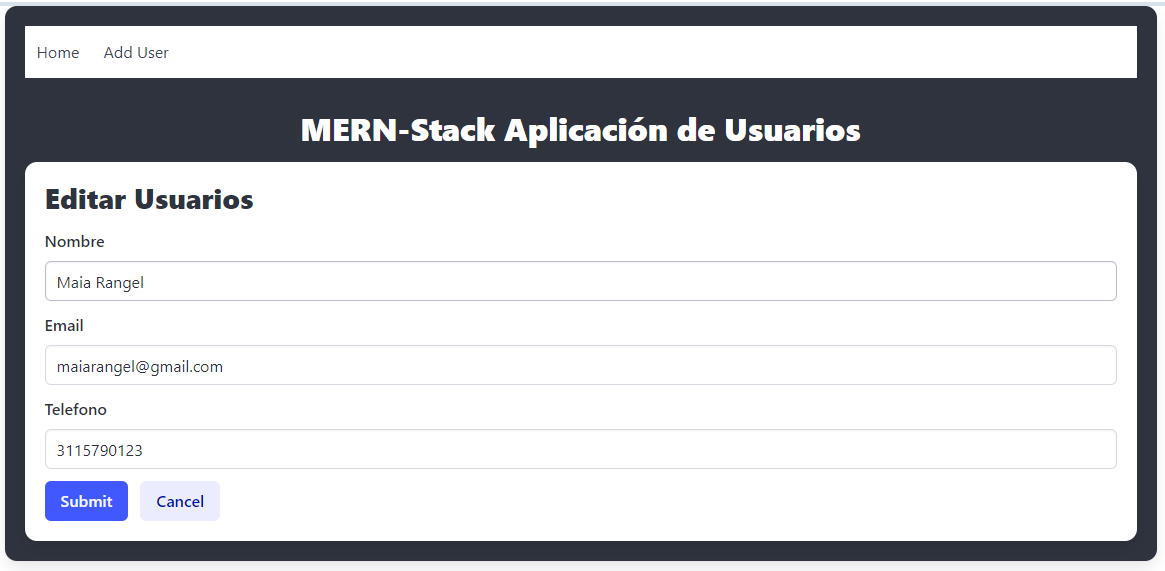 Home Add User
MERN-Stack Aplicación de Usuarios
Editar Usuarios
Nombre
Maia Rangel
Email
maiarangel@gmail.com
Telefono
3115790123
Submit Cancel